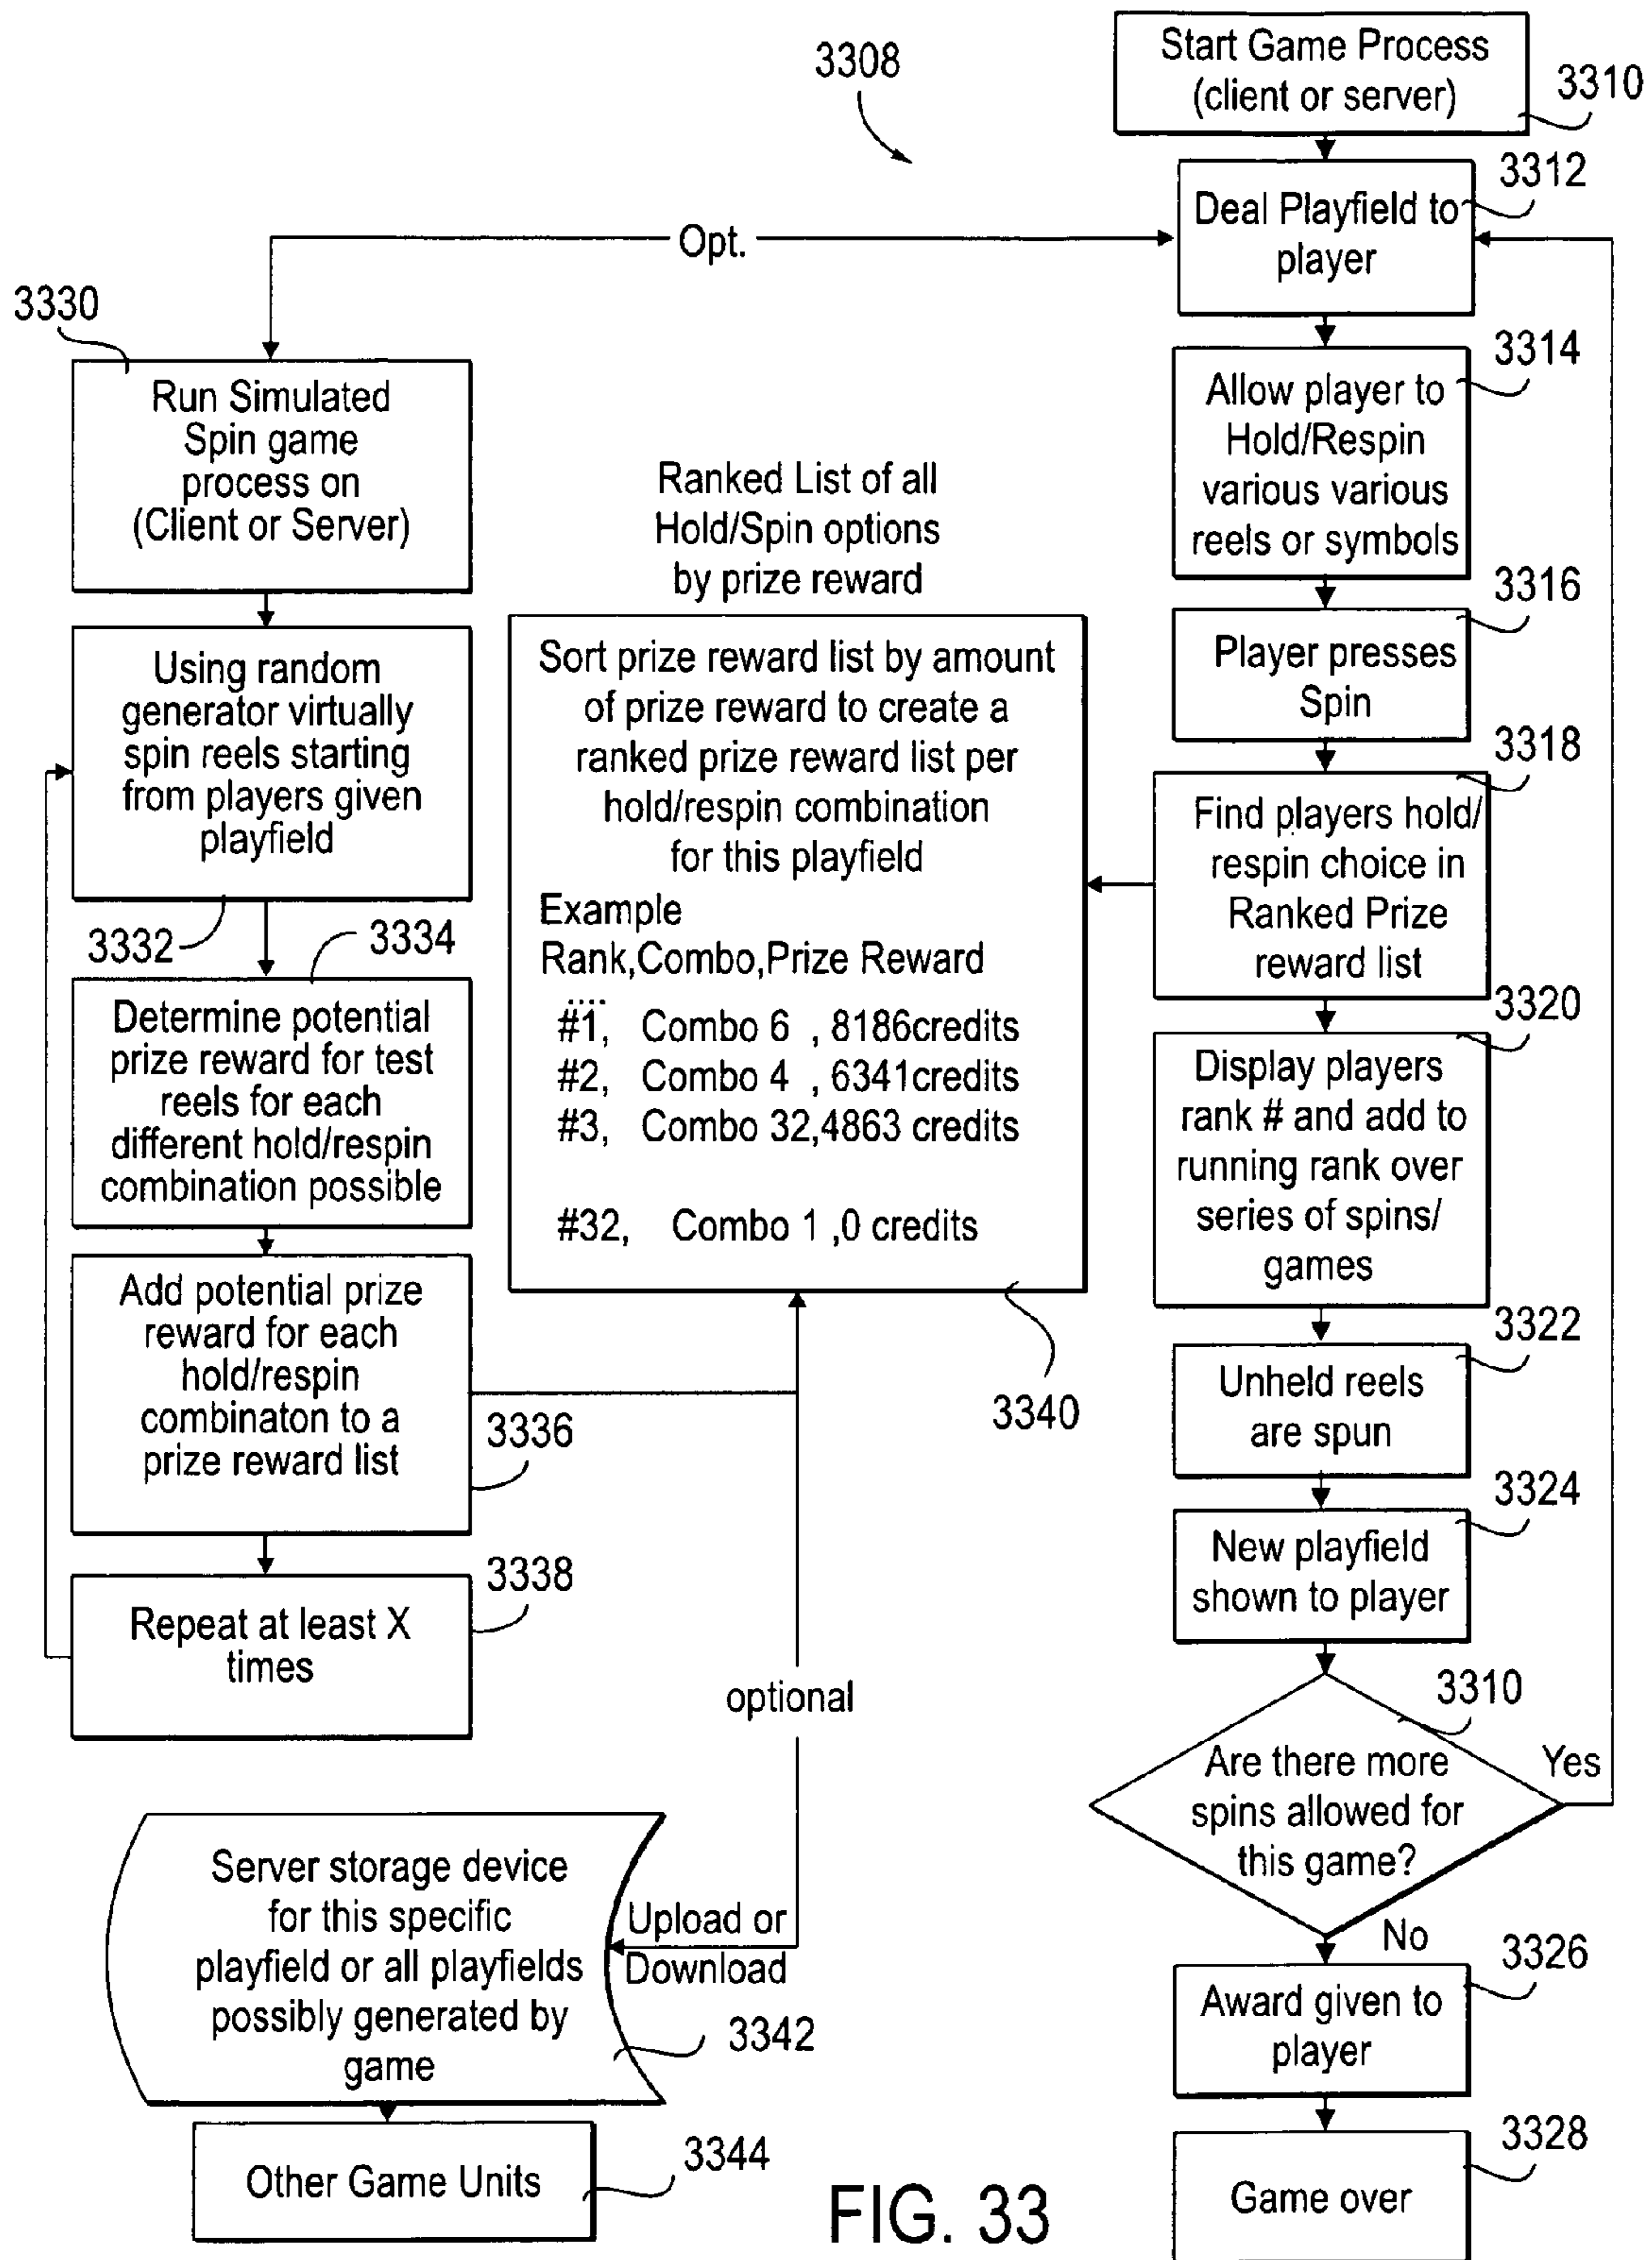 3308
Start Game Process
(client or server)
3310
Deal Playfield to
player
3312
Opt.
Allow player to
Hold/Respin
various various
reels or symbols
3314
Player presses
Spin
3316
Find players hold/
respin choice in
Ranked Prize
reward list
3318
Display players
rank # and add to
running rank over
series of spins/
games
3320
Unheld reels
are spun
3322
New playfield
shown to player
3324
3310
Are there more
spins allowed for
this game?
Yes
No
Award given to
player
3326
Game over
3328
3330
Run Simulated
Spin game
process on
(Client or Server)
Using random
generator virtually
spin reels starting
from players given
playfield
3332
3334
Determine potential
prize reward for test
reels for each
different hold/respin
combination possible
Add potential prize
reward for each
hold/respin
combinaton to a
prize reward list
3336
Repeat at least X
times
3338
Ranked List of all
Hold/Spin options
by prize reward
Sort prize reward list by amount
of prize reward to create a
ranked prize reward list per
hold/respin combination
for this playfield
Example
Rank,Combo,Prize Reward
....
#1, Combo 6 , 8186credits
#2, Combo 4 , 6341credits
#3, Combo 32,4863 credits
#32, Combo 1 ,0 credits
3340
optional
Upload or
Download
Server storage device
for this specific
playfield or all playfields
possibly generated by
game
3342
Other Game Units
3344
FIG. 33